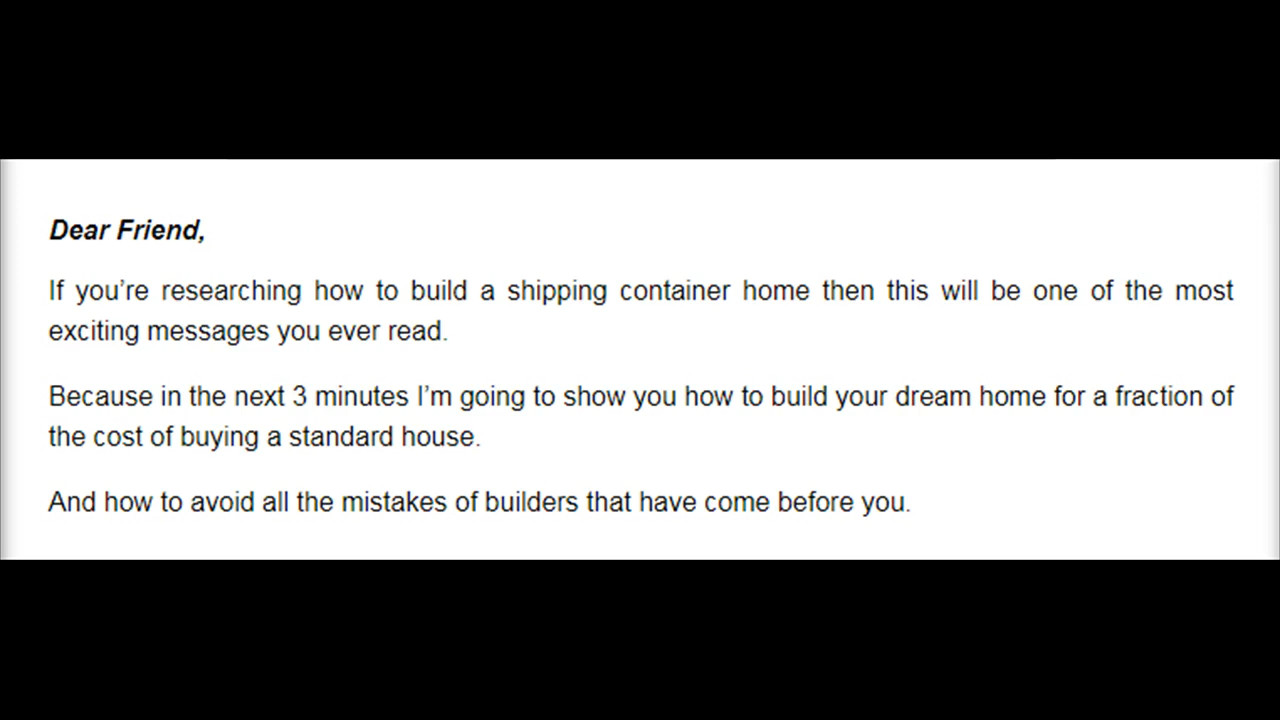 Dear Friend,
If you’re researching how to build a shipping container home then this will be one of the most
exciting messages you ever read.
Because in the next 3 minutes I’m going to show you how to build your dream home for a fraction of
the cost of buying a standard house.
And how to avoid all the mistakes of builders that have come before you.